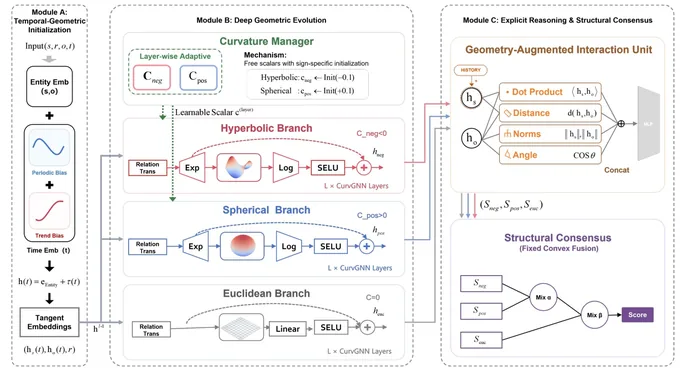 Module A:
Temporal-Geometric
Initialization
Input(s,r,o,t)
Entity Emb
(s,o)
Periodic Bias
Trend Bias
Time Emb (t)
h(t) = e_Entity + τ(t)
Tangent
Embeddings
(h_s(t),h_o(t),r)
Module B: Deep Geometric Evolution
Curvature Manager
Layer-wise Adaptive
C_neg
C_pos
Mechanism:
Free scalars with sign-specific initialization
Hyperbolic: c_neg ← Init(−0.1)
Spherical : c_pos ← Init(+0.1)
Learnable Scalar c^(layer)
Hyperbolic Branch
C_neg<0
h_neg
Relation
Trans
Exp
Log
SELU
L × CurvGNN Layers
Spherical Branch
C_pos>0
h_pos
Relation
Trans
Exp
Log
SELU
L × CurvGNN Layers
Euclidean Branch
C=0
h_euc
Relation
Trans
Linear
SELU
L × CurvGNN Layers
Module C: Explicit Reasoning & Structural Consensus
Geometry-Augmented Interaction Unit
HISTORY
h_s
h_o
Dot Product ⟨h_s,h_o⟩
Distance d(h_s,h_o)
Norms ‖h_s‖,‖h_o‖
Angle COSθ
Concat
MLP
(S_neg,S_pos,S_euc)
Structural Consensus
(Fixed Convex Fusion)
S_neg
S_pos
S_euc
Mix α
Mix β
Score